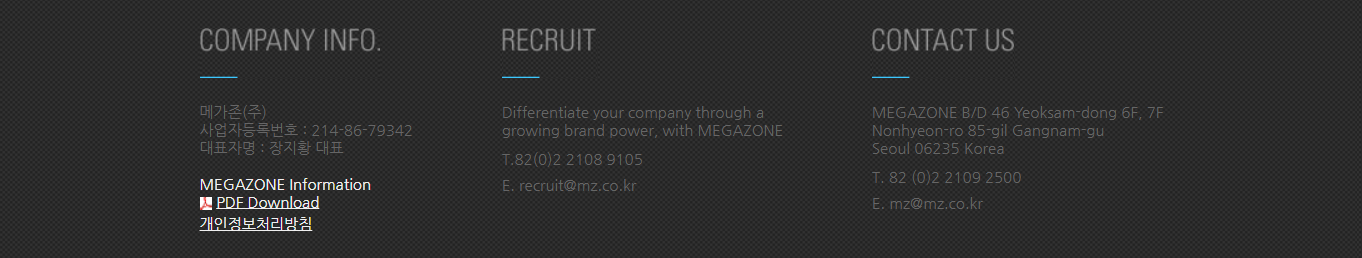 COMPANY INFO.
메가존(주)
사업자등록번호 : 214-86-79342
대표자명 : 장지황 대표
MEGAZONE Information
PDF Download
개인정보처리방침
RECRUIT
Differentiate your company through a
growing brand power, with MEGAZONE
T.82(0)2 2108 9105
E. recruit@mz.co.kr
CONTACT US
MEGAZONE B/D 46 Yeoksam-dong 6F, 7F
Nonhyeon-ro 85-gil Gangnam-gu
Seoul 06235 Korea
T. 82 (0)2 2109 2500
E. mz@mz.co.kr